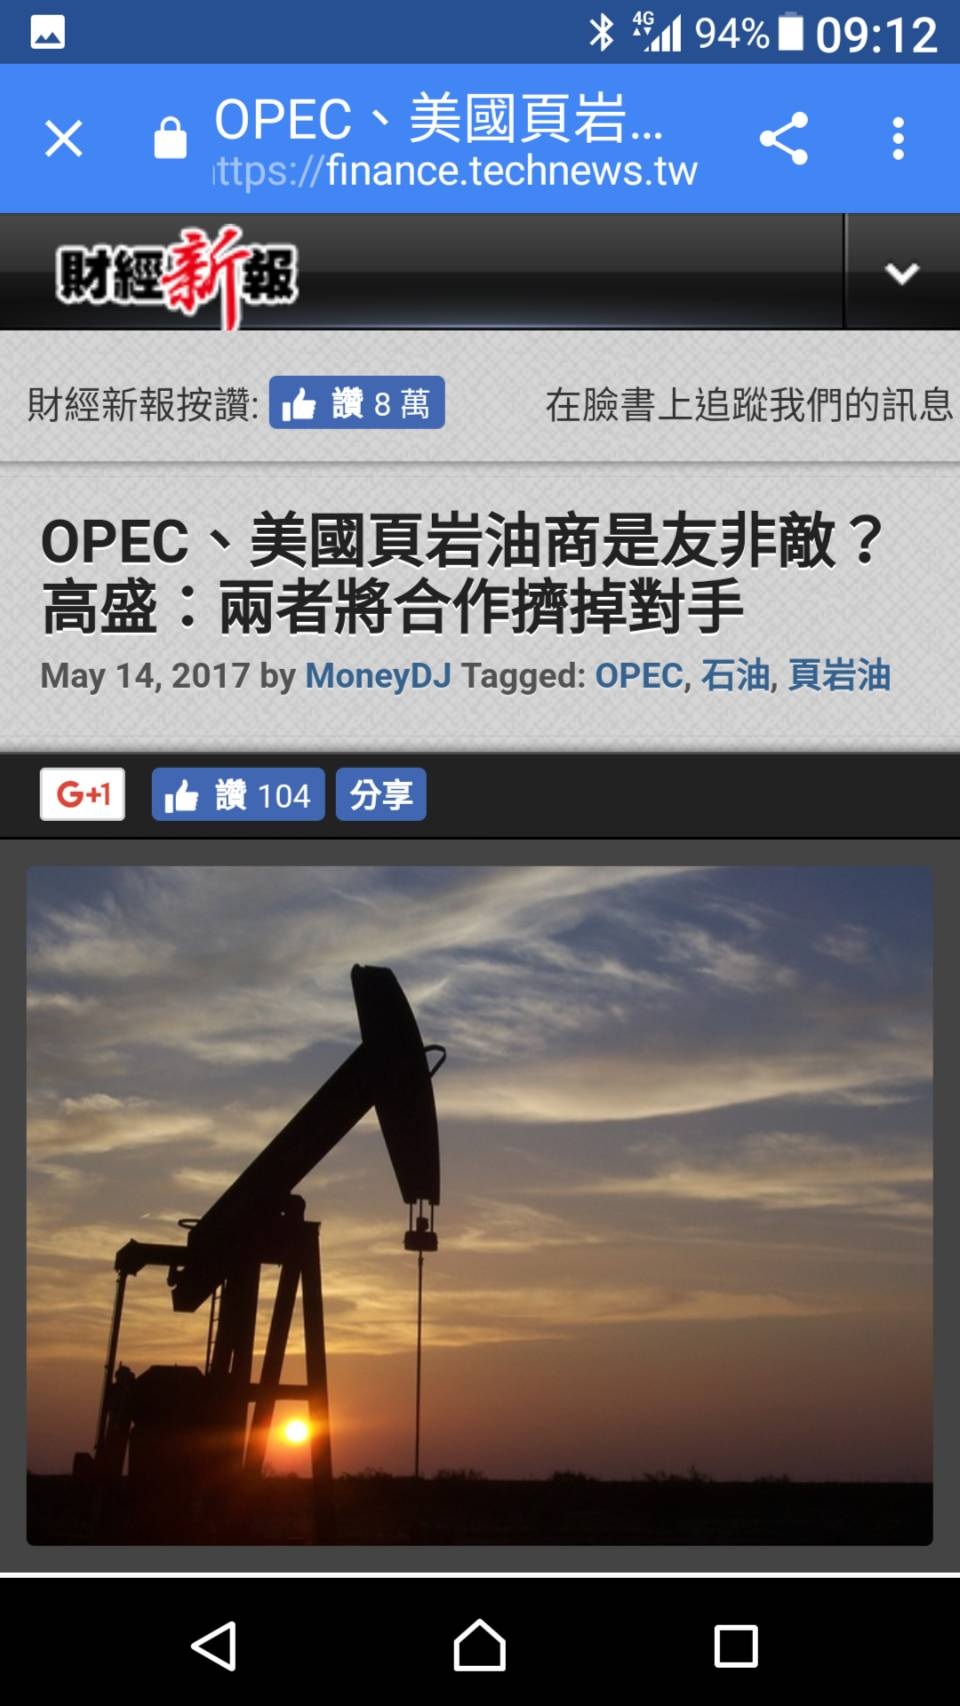 4G 94% 09:12
OPEC、美國頁岩...
ttps://finance.technews.tw
財經新報
財經新報按讚: 讚 8 萬 在臉書上追蹤我們的訊息
OPEC、美國頁岩油商是友非敵？
高盛：兩者將合作擠掉對手
May 14, 2017 by MoneyDJ Tagged: OPEC, 石油, 頁岩油
G+1 讚 104 分享